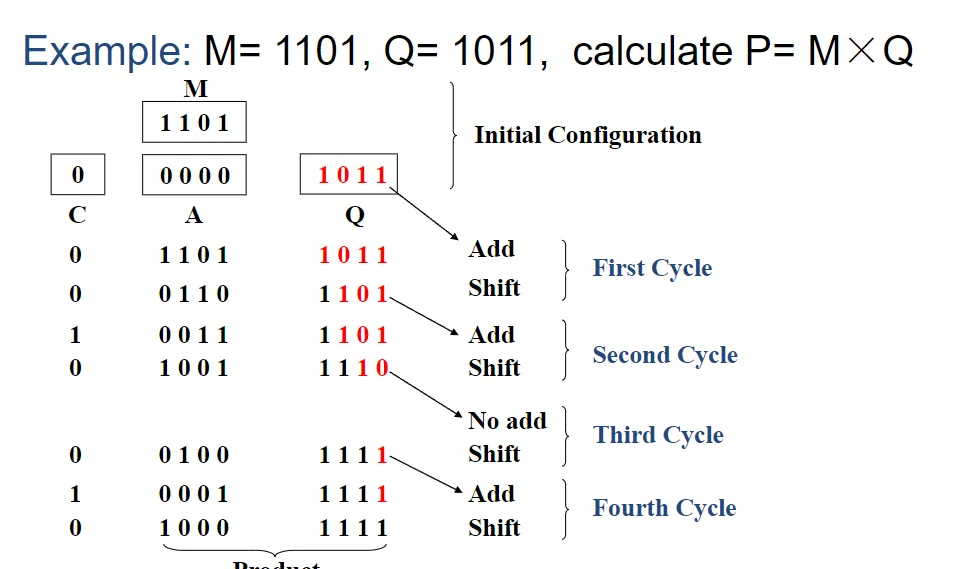 Example: M= 1101, Q= 1011, calculate P= M×Q
M
1 1 0 1
Initial Configuration
0 0 0 0 0 1 0 1 1
C A Q
0 1 1 0 1 1 0 1 1 Add
First Cycle
0 0 1 1 0 1 1 0 1 Shift
1 0 0 1 1 1 1 0 1 Add
Second Cycle
0 1 0 0 1 1 1 1 0 Shift
No add
Third Cycle
0 0 1 0 0 1 1 1 1 Shift
1 0 0 0 1 1 1 1 1 Add
Fourth Cycle
0 1 0 0 0 1 1 1 1 Shift
Product